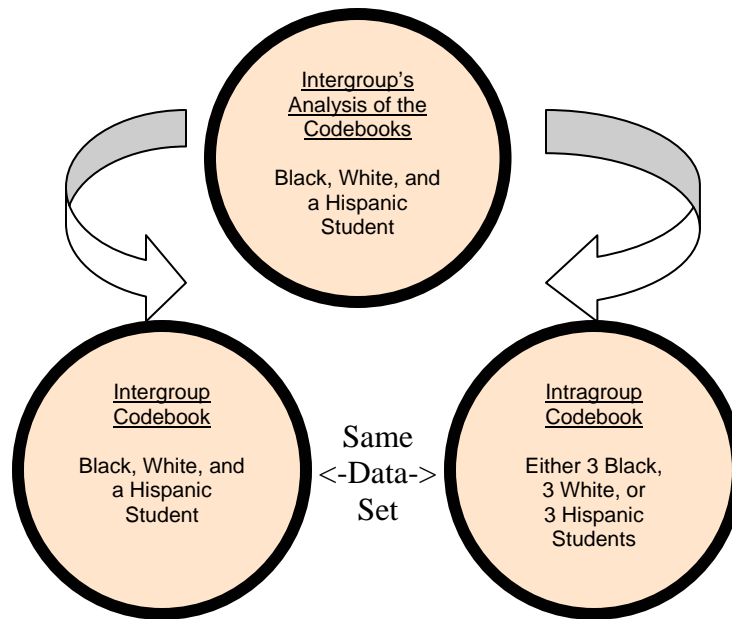 Intergroup's
Analysis of the
Codebooks
Black, White, and
a Hispanic
Student
Intergroup
Codebook
Black, White, and
a Hispanic
Student
Same
<-Data->
Set
Intragroup
Codebook
Either 3 Black,
3 White, or
3 Hispanic
Students